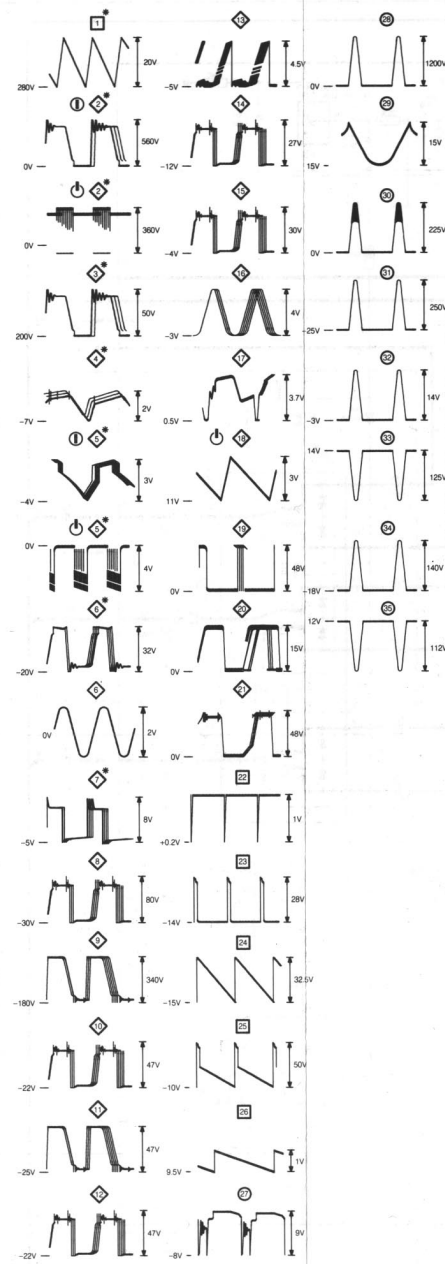 1*
20V
280V
2*
560V
0V
2*
0V
360V
3*
50V
200V
4*
2V
-7V
5*
3V
-4V
5*
0V
4V
6*
32V
-20V
6
0V
2V
7*
8V
-5V
8
80V
-30V
9
340V
-180V
10
47V
-22V
11
47V
-25V
12
47V
-22V
13
4.5V
-5V
14
27V
-12V
15
30V
-4V
16
4V
-3V
17
3.7V
0.5V
18
3V
11V
19
48V
0V
20
15V
0V
21
48V
0V
22
1V
+0.2V
23
28V
-14V
24
32.5V
-15V
25
50V
-10V
26
1V
9.5V
27
9V
-8V
28
1200V
0V
29
15V
15V
30
225V
0V
31
250V
-25V
32
14V
-3V
33
14V
125V
34
140V
-18V
35
12V
112V